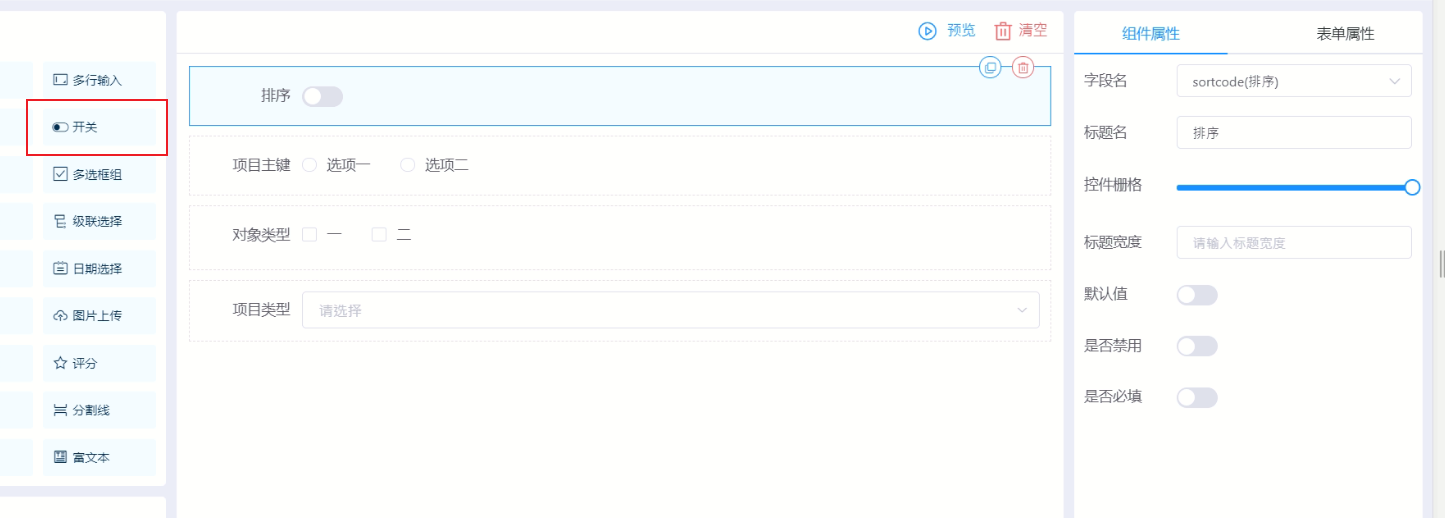 多行输入
开关
多选框组
级联选择
日期选择
图片上传
评分
分割线
富文本
预览
清空
排序
项目主键
选项一
选项二
对象类型
一
二
项目类型
请选择
组件属性
表单属性
字段名
sortcode(排序)
标题名
排序
控件栅格
标题宽度
请输入标题宽度
默认值
是否禁用
是否必填